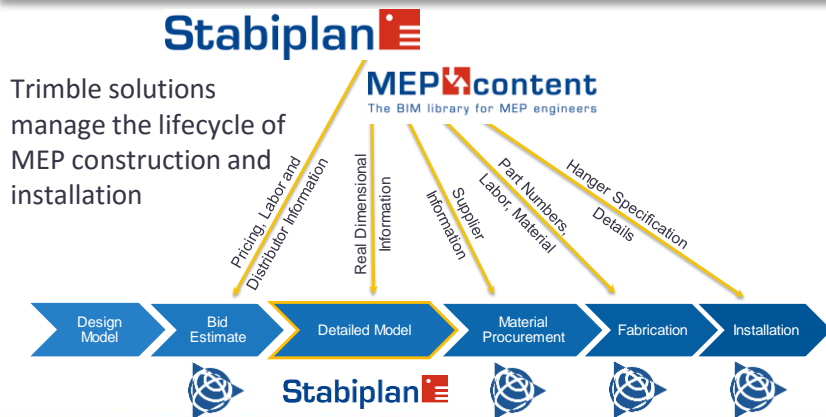 Stabiplan
MEPcontent
The BIM library for MEP engineers
Trimble solutions
manage the lifecycle of
MEP construction and
installation
Pricing, Labor and
Distributor Information
Real Dimensional
Information
Supplier
Information
Part Numbers,
Labor, Material
Hanger Specification
Details
Design
Model
Bid
Estimate
Detailed Model
Material
Procurement
Fabrication
Installation
Stabiplan